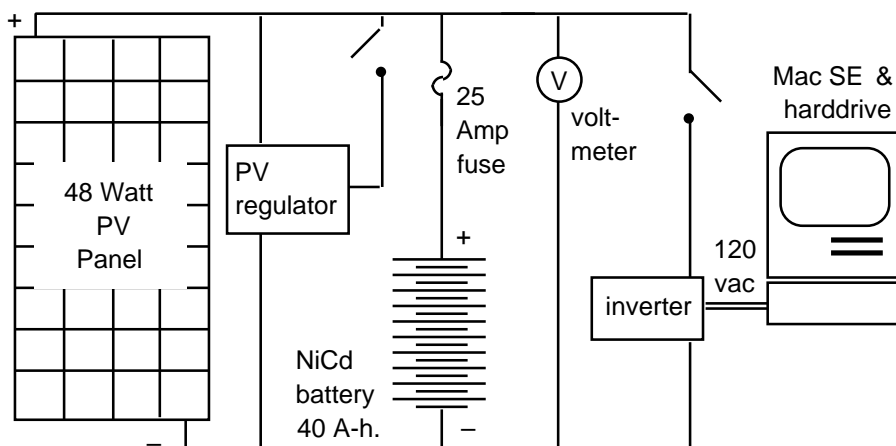 +
48 Watt
PV
Panel
–
PV
regulator
25
Amp
fuse
+
NiCd
battery
40 A-h.
–
V
volt-
meter
inverter
120
vac
Mac SE &
harddrive